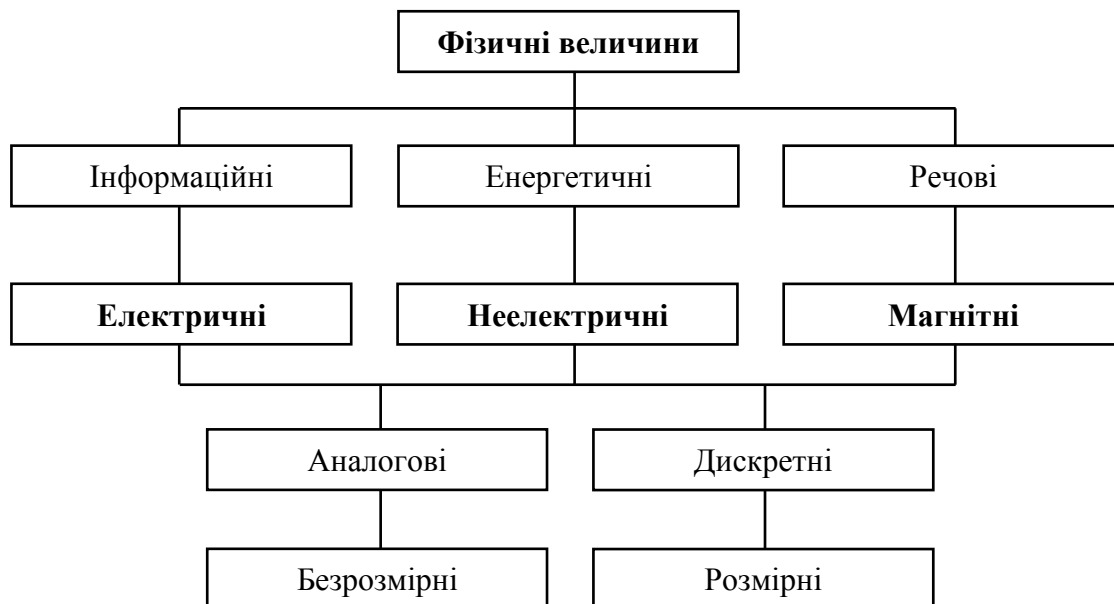 Фізичні величини
Інформаційні
Енергетичні
Речові
Електричні
Неелектричні
Магнітні
Аналогові
Дискретні
Безрозмірні
Розмірні